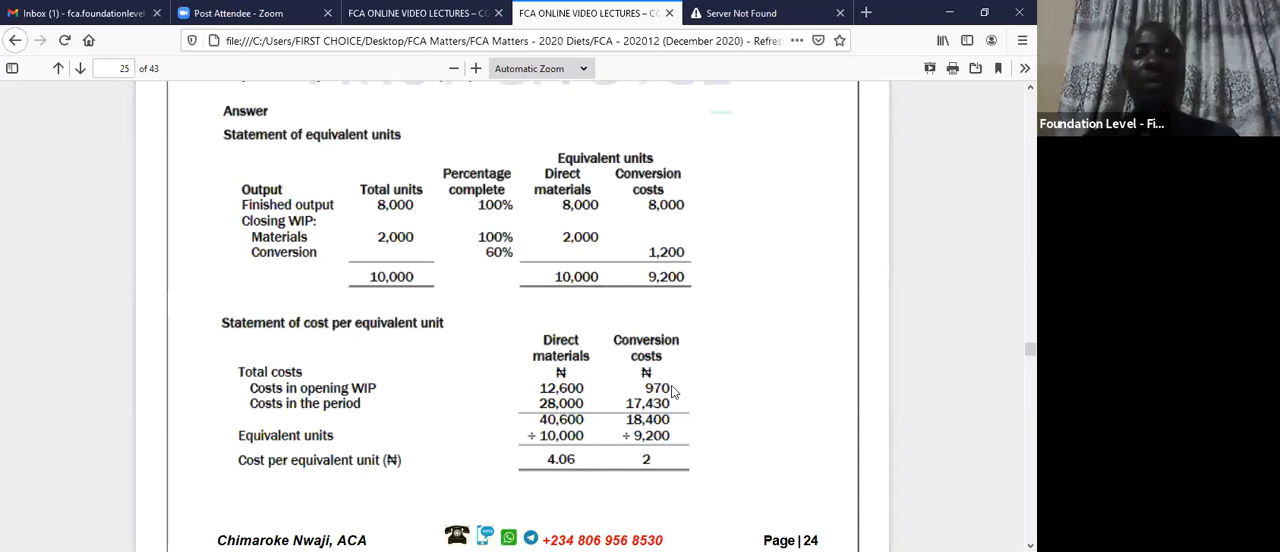 Inbox (1) - fca.foundationlevel
Post Attendee - Zoom
FCA ONLINE VIDEO LECTURES – CO
FCA ONLINE VIDEO LECTURES – CO
Server Not Found
file:///C:/Users/FIRST CHOICE/Desktop/FCA Matters/FCA Matters - 2020 Diets/FCA - 202012 (December 2020) - Refres
25 of 43
Automatic Zoom
Foundation Level - Fi...
Answer
Statement of equivalent units
Equivalent units
Percentage Direct Conversion
Output Total units complete materials costs
Finished output 8,000 100% 8,000 8,000
Closing WIP:
Materials 2,000 100% 2,000
Conversion 60% 1,200
10,000 10,000 9,200
Statement of cost per equivalent unit
Direct Conversion
materials costs
Total costs ₦ ₦
Costs in opening WIP 12,600 970
Costs in the period 28,000 17,430
40,600 18,400
Equivalent units ÷ 10,000 ÷ 9,200
Cost per equivalent unit (₦) 4.06 2
Chimaroke Nwaji, ACA +234 806 956 8530 Page | 24